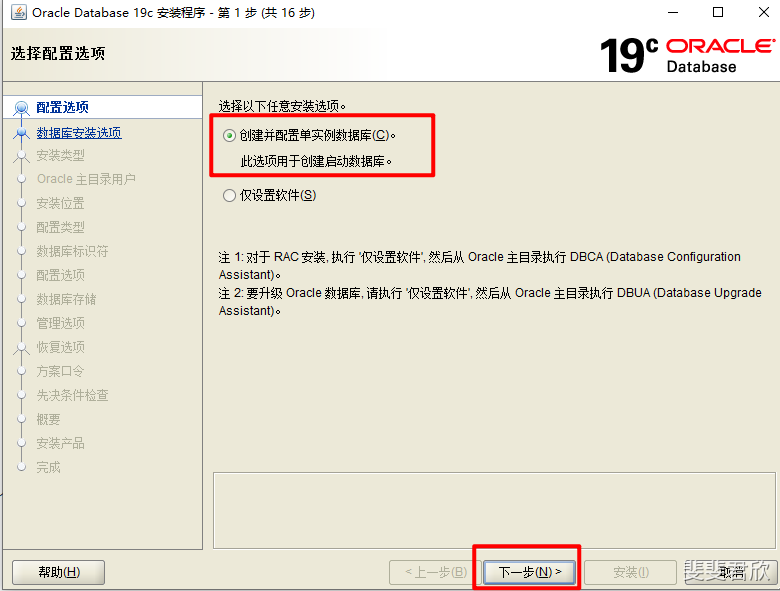 Oracle Database 19c 安装程序 - 第 1 步 (共 16 步)
选择配置选项
19c ORACLE
Database
配置选项
数据库安装选项
安装类型
Oracle 主目录用户
安装位置
配置类型
数据库标识符
配置选项
数据库存储
管理选项
恢复选项
方案口令
先决条件检查
概要
安装产品
完成
选择以下任意安装选项。
创建并配置单实例数据库(C)。
此选项用于创建启动数据库。
仅设置软件(S)
注 1: 对于 RAC 安装, 执行 '仅设置软件', 然后从 Oracle 主目录执行 DBCA (Database Configuration
Assistant)。
注 2: 要升级 Oracle 数据库, 请执行 '仅设置软件', 然后从 Oracle 主目录执行 DBUA (Database Upgrade
Assistant)。
帮助(H)
< 上一步(B)
下一步(N) >
安装(I)
取消
斐斐君欣